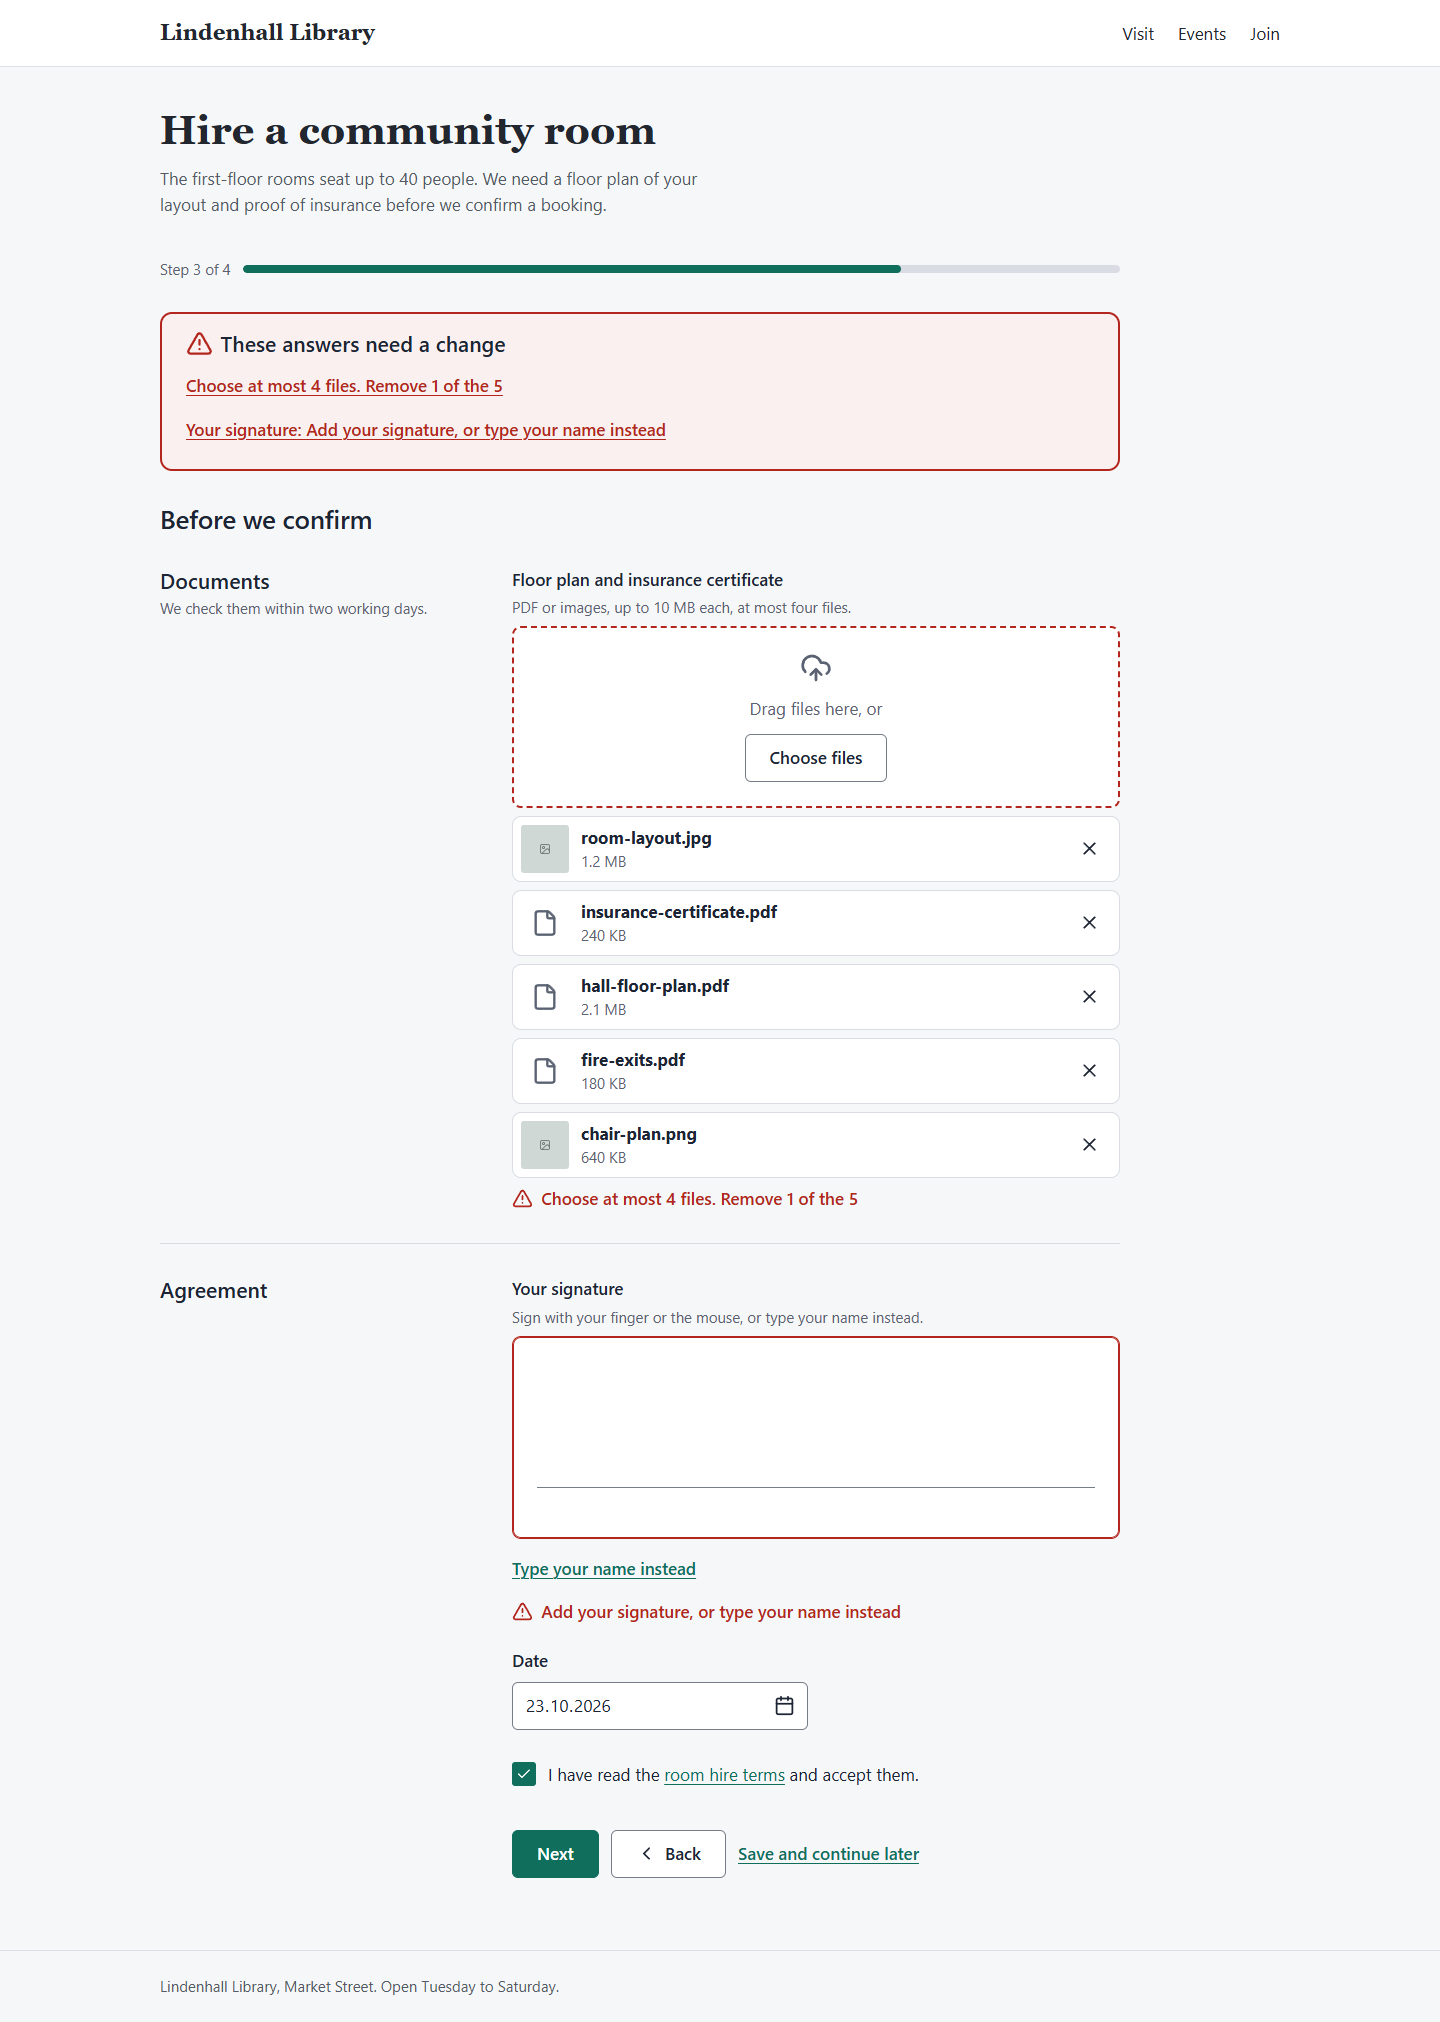 Lindenhall Library
Visit
Events
Join
Hire a community room
The first-floor rooms seat up to 40 people. We need a floor plan of your
layout and proof of insurance before we confirm a booking.
Step 3 of 4
These answers need a change
Choose at most 4 files. Remove 1 of the 5
Your signature: Add your signature, or type your name instead
Before we confirm
Documents
We check them within two working days.
Floor plan and insurance certificate
PDF or images, up to 10 MB each, at most four files.
Drag files here, or
Choose files
room-layout.jpg
1.2 MB
insurance-certificate.pdf
240 KB
hall-floor-plan.pdf
2.1 MB
fire-exits.pdf
180 KB
chair-plan.png
640 KB
Choose at most 4 files. Remove 1 of the 5
Agreement
Your signature
Sign with your finger or the mouse, or type your name instead.
Type your name instead
Add your signature, or type your name instead
Date
23.10.2026
I have read the room hire terms and accept them.
Next
Back
Save and continue later
Lindenhall Library, Market Street. Open Tuesday to Saturday.